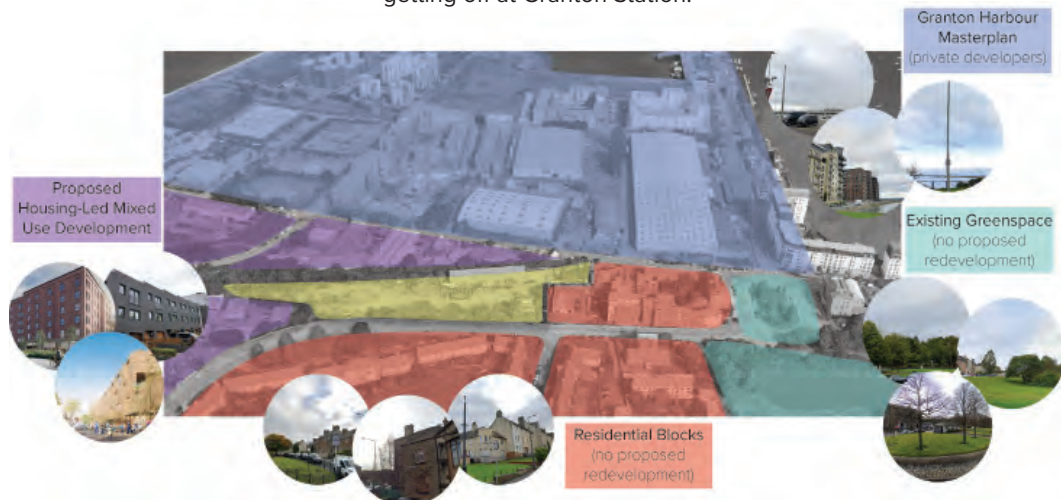 getting off at Granton Station.
Granton Harbour
Masterplan
(private developers)
Proposed
Housing-Led Mixed
Use Development
Existing Greenspace
(no proposed
redevelopment)
Residential Blocks
(no proposed
redevelopment)